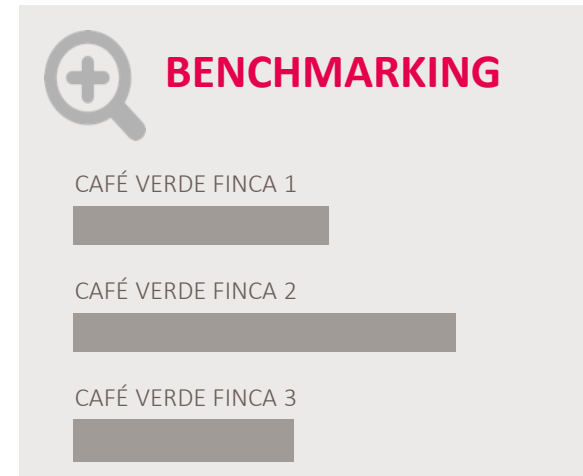 BENCHMARKING
CAFÉ VERDE FINCA 1
CAFÉ VERDE FINCA 2
CAFÉ VERDE FINCA 3